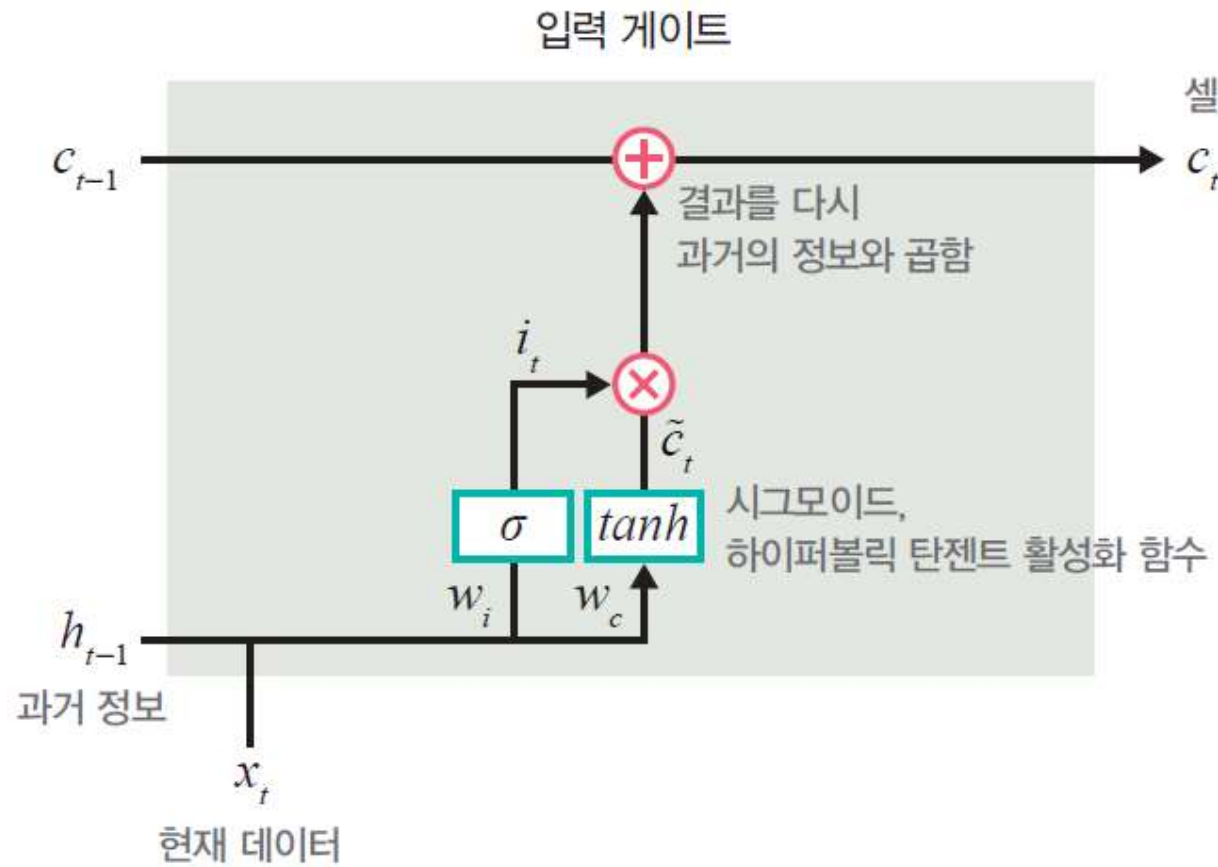 입력 게이트
셀
c_{t-1}
c_t
결과를 다시
과거의 정보와 곱함
i_t
c̃_t
σ
tanh
시그모이드,
하이퍼볼릭 탄젠트 활성화 함수
w_i
w_c
h_{t-1}
과거 정보
x_t
현재 데이터